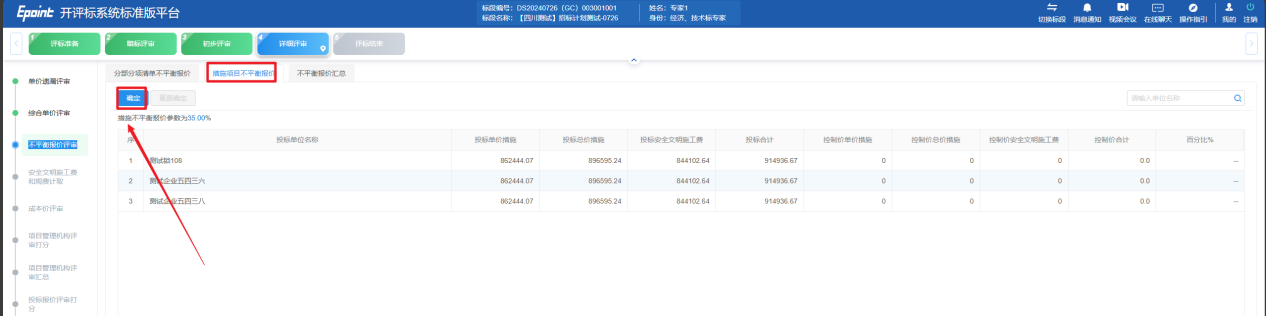 Epoint 开评标系统标准版平台
标段编号：DS20240726（GC）003001001
标段名称：【四川测试】招标计划测试-0726
姓名：专家1
身份：经济、技术标专家
切换标段 消息通知 视频会议 在线聊天 操作指引 我的 注销
1 评标准备
2 初步评审
3 初步评审
4 详细评审
5 评标结束
单价遗漏评审
综合单价评审
不平衡报价评审
安全文明施工费
和规费计取
成本价评审
项目管理机构评
审打分
项目管理机构评
审汇总
投标报价评审打
分
分部分项清单不平衡报价 措施项目不平衡报价 不平衡报价汇总
确定 重新确定
请输入单位名称
措施不平衡报价参数为35.00%
序 投标单位名称 投标单价措施 投标总价措施 投标安全文明施工费 投标合计 控制价单价措施 控制价总价措施 控制价安全文明施工费 控制价合计 百分比%
1 测试 108 862444.07 896595.24 844102.64 914936.67 0 0 0 0.0 --
2 测试企业五四三六 862444.07 896595.24 844102.64 914936.67 0 0 0 0.0 --
3 测试企业五四三八 862444.07 896595.24 844102.64 914936.67 0 0 0 0.0 --